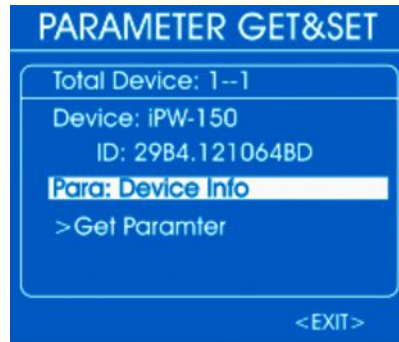 PARAMETER GET&SET
Total Device: 1--1
Device: iPW-150
ID: 29B4.121064BD
Para: Device Info
>Get Paramter
<EXIT>